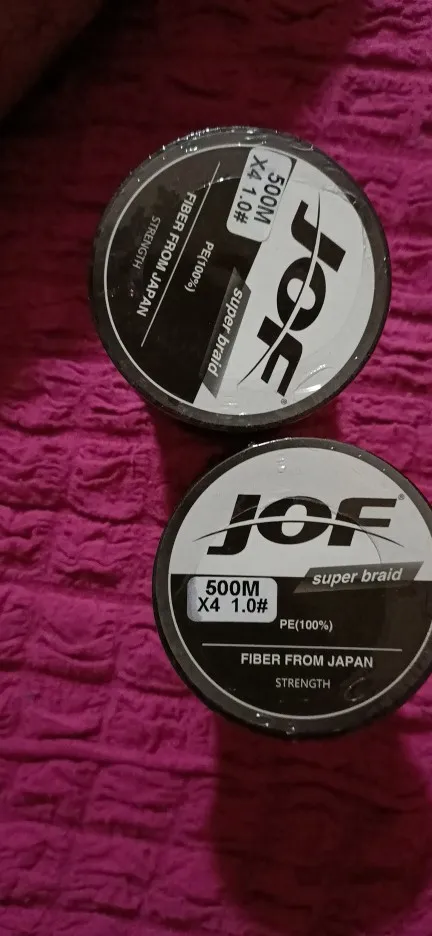 JOF®
super braid
500M
X4 1.0#
PE(100%)
FIBER FROM JAPAN
STRENGTH
JOF®
super braid
500M
X4 1.0#
PE(100%)
FIBER FROM JAPAN
STRENGTH